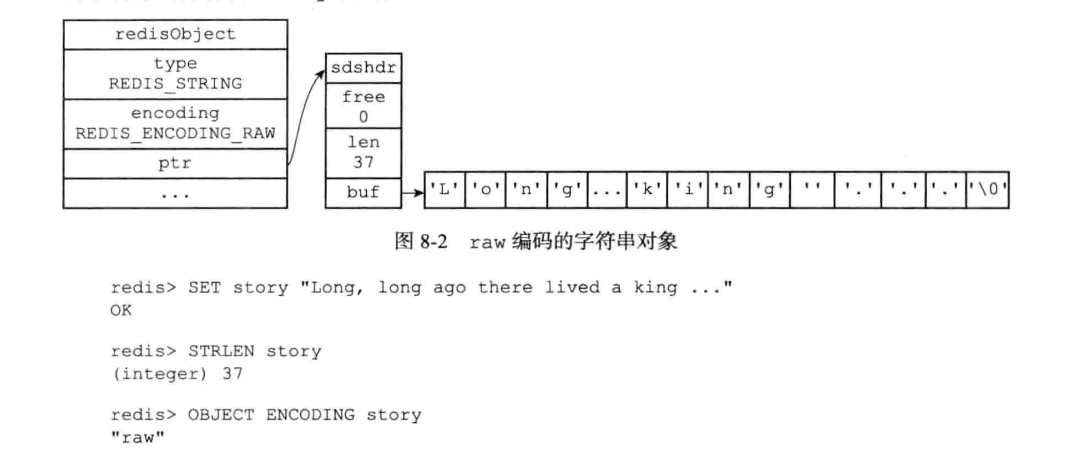 redisObject
type
REDIS_STRING
encoding
REDIS_ENCODING_RAW
ptr
...
sdshdr
free
0
len
37
buf
'L' 'o' 'n' 'g' ... 'k' 'i' 'n' 'g' '' '.' '.' '.' '\0'
图 8-2 raw 编码的字符串对象
redis> SET story "Long, long ago there lived a king ..."
OK
redis> STRLEN story
(integer) 37
redis> OBJECT ENCODING story
"raw"